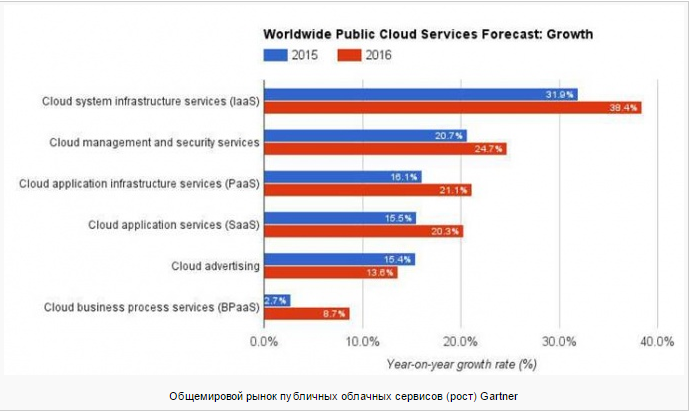 Worldwide Public Cloud Services Forecast: Growth
2015 2016
Cloud system infrastructure services (IaaS)
31.9%
38.4%
Cloud management and security services
20.7%
24.7%
Cloud application infrastructure services (PaaS)
16.1%
21.1%
Cloud application services (SaaS)
15.5%
20.3%
Cloud advertising
15.4%
13.6%
Cloud business process services (BPaaS)
2.7%
8.7%
0.0% 10.0% 20.0% 30.0% 40.0%
Year-on-year growth rate (%)
Общемировой рынок публичных облачных сервисов (рост) Gartner